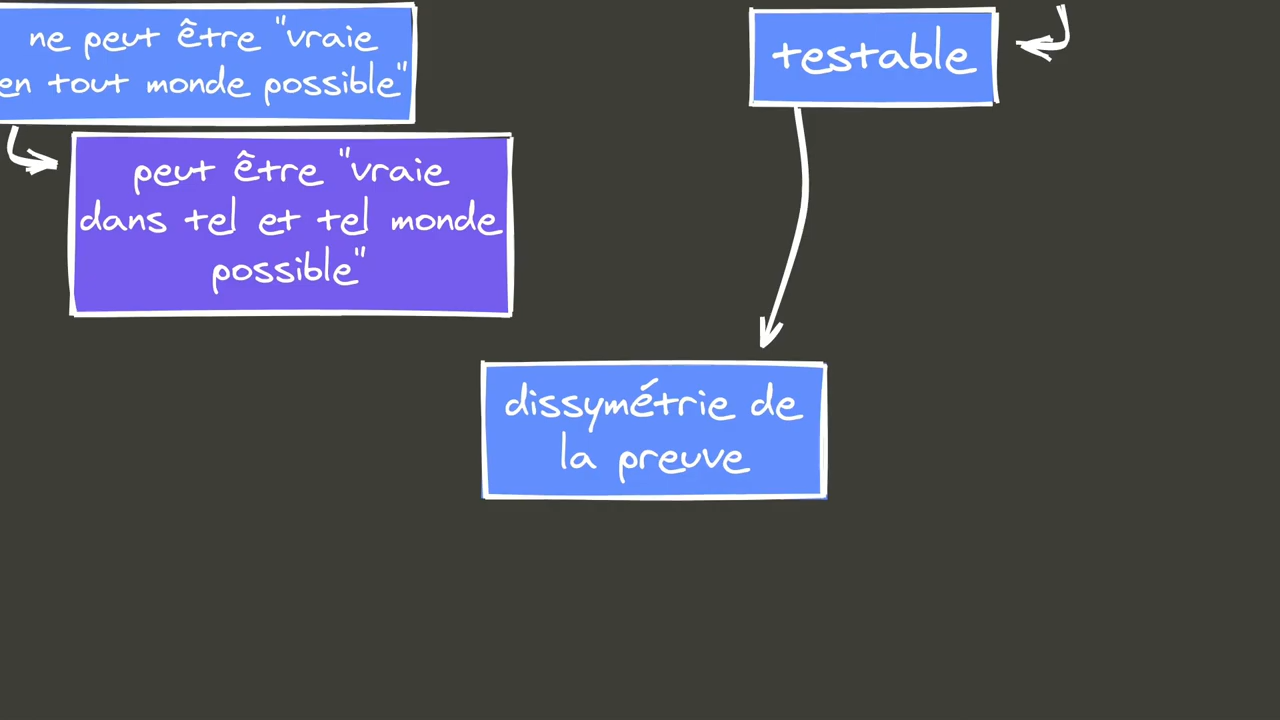 ne peut être "vraie
en tout monde possible"
peut être "vraie
dans tel et tel monde
possible"
testable
dissymétrie de
la preuve